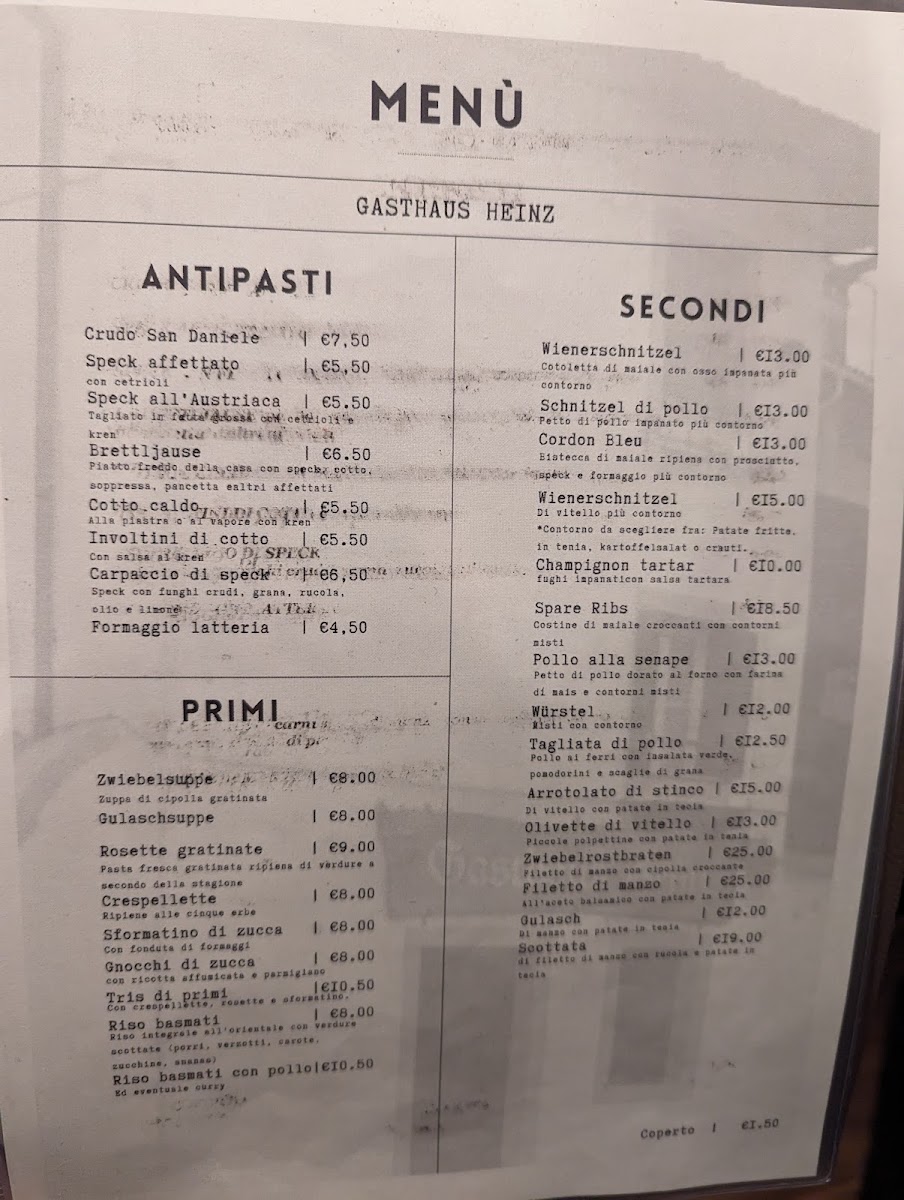 MENÙ
GASTHAUS HEINZ
ANTIPASTI
Crudo San Daniele | €7,50
Speck affettato | €5,50
con cetrioli
Speck all'Austriaca | €5.50
Tagliato in fetta grossa con cetrioli e
kren
Brettljause | €6.50
Piatto freddo della casa con speck, cotto,
soppressa, pancetta ealtri affettati
Cotto caldo | €5.50
Alla piastra o al vapore con kren
Involtini di cotto | €5.50
Con salsa al kren
Carpaccio di speck | €6,50
Speck con funghi crudi, grana, rucola,
olio e limone
Formaggio latteria | €4,50
PRIMI
Zwiebelsuppe | €8.00
Zuppa di cipolla gratinata
Gulaschsuppe | €8.00
Rosette gratinate | €9.00
Pasta fresca gratinata ripiena di verdure a
secondo della stagione
Crespellette | €8.00
Ripiene alle cinque erbe
Sformatino di zucca | €8.00
Con fonduta di formaggi
Gnocchi di zucca | €8.00
con ricotta affumicata e parmigiano
Tris di primi |€10.50
Con crespellette, rosette e sformatino.
Riso basmati | €8.00
Riso integrale all'orientale con verdure
scottate (porri, verzotti, carote,
zucchine, ananas)
Riso basmati con pollo|€10.50
Ed eventuale curry
SECONDI
Wienerschnitzel | €13.00
Cotoletta di maiale con osso impanata più
contorno
Schnitzel di pollo | €13.00
Petto di pollo impanato più contorno
Cordon Bleu | €13.00
Bistecca di maiale ripiena con prosciutto,
speck e formaggio più contorno
Wienerschnitzel | €15.00
Di vitello più contorno
*Contorno da scegliere fra: Patate fritte,
in tenia, kartoffelsalat o crauti.
Champignon tartar | €10.00
fughi impanaticon salsa tartara
Spare Ribs | €18.50
Costine di maiale croccanti con contorni
misti
Pollo alla senape | €13.00
Petto di pollo dorato al forno con farina
di mais e contorni misti
Würstel | €12.00
Misti con contorno
Tagliata di pollo | €12.50
Pollo ai ferri con insalata verde,
pomodorini e scaglie di grana
Arrotolato di stinco | €15.00
Di vitello con patate in tecia
Olivette di vitello | €13.00
Piccole polpettine con patate in tenia
Zwiebelrostbraten | €25.00
Filetto di manzo con cipolla croccante
Filetto di manzo | €25.00
All'aceto balsamico con patate in tecia
Gulasch | €12.00
Di manzo con patate in tecia
Scottata | €19.00
di filetto di manzo con rucola e patate in
tecia
Coperto | €1.50